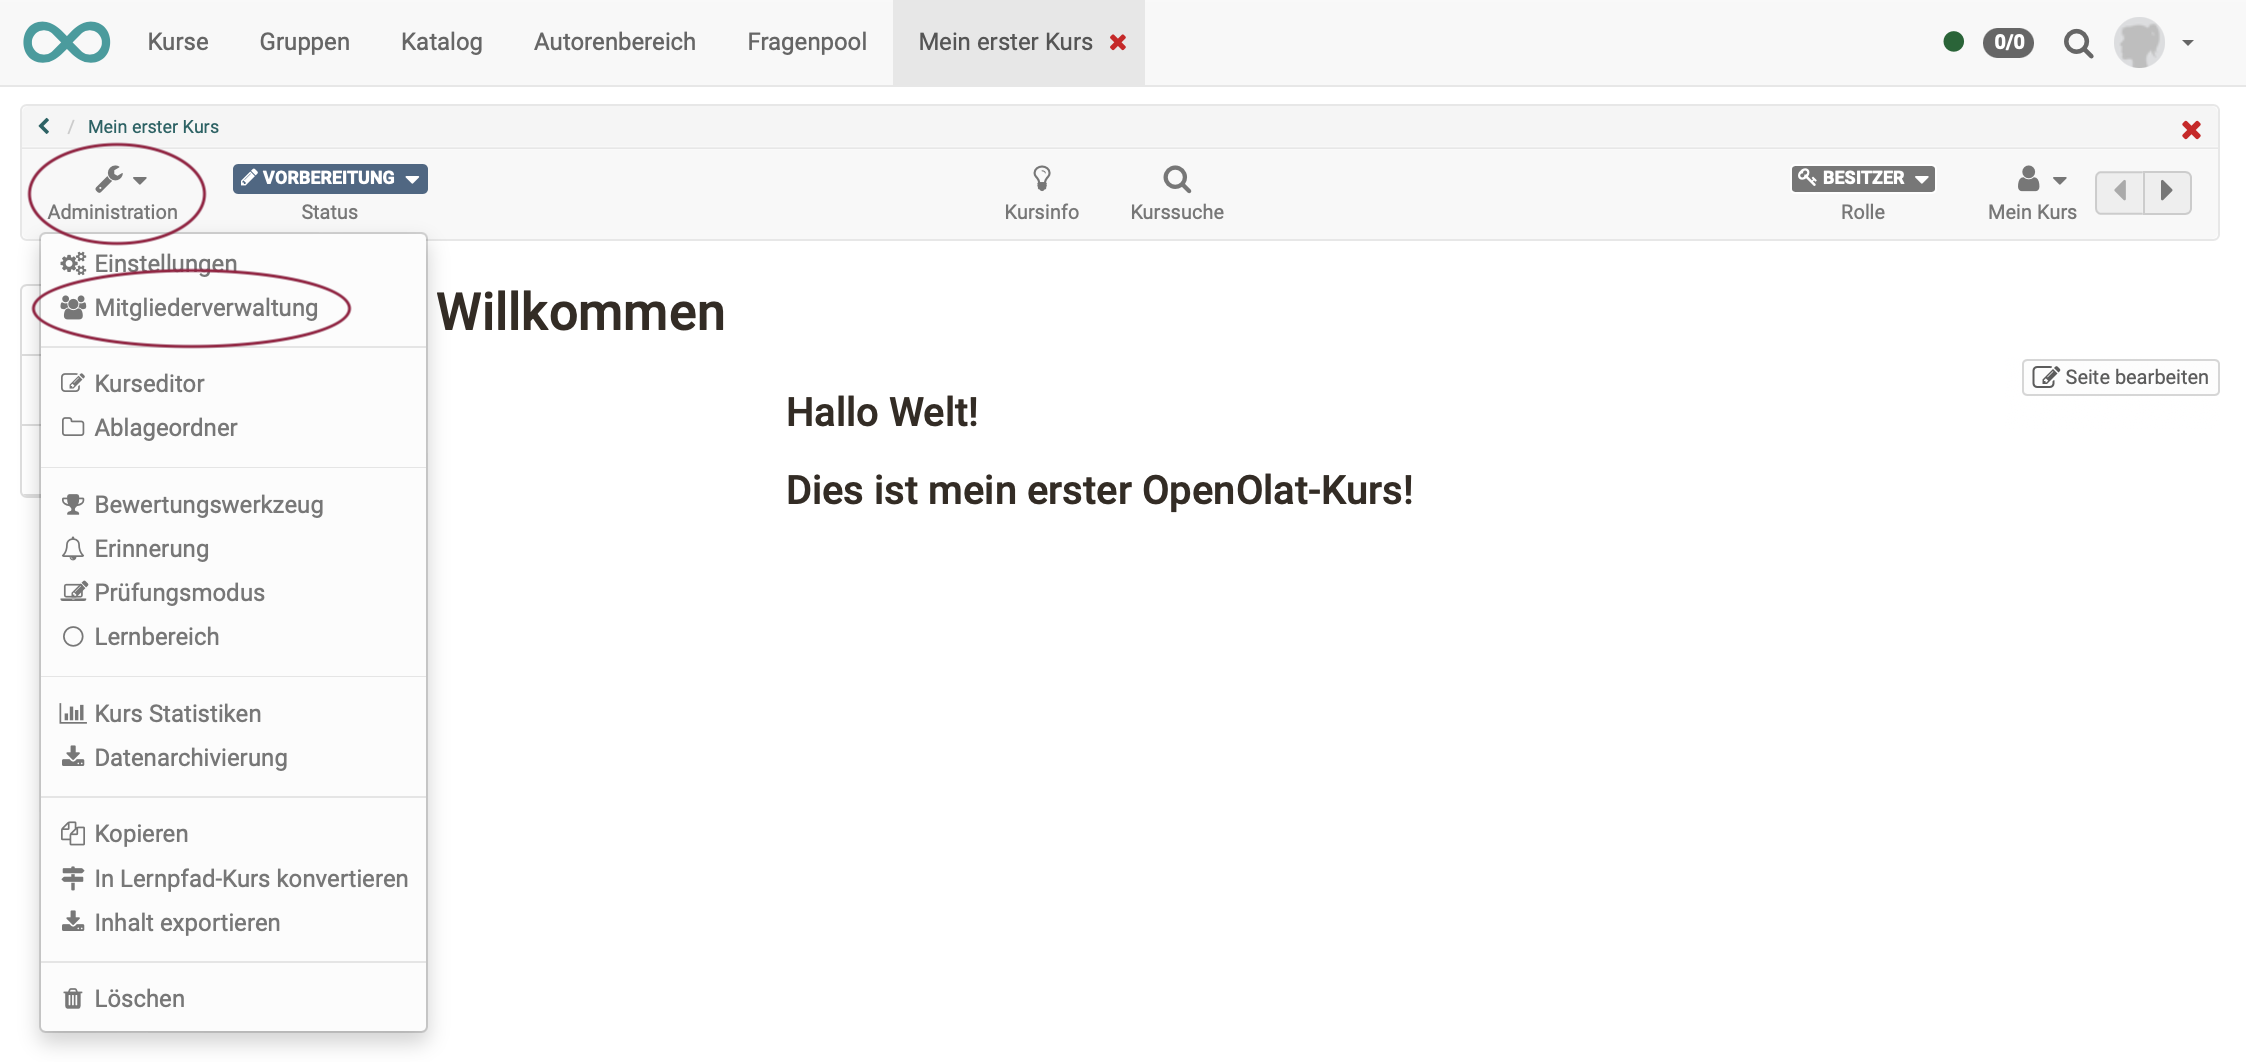 Kurse Gruppen Katalog Autorenbereich Fragenpool Mein erster Kurs 0/0
/ Mein erster Kurs
VORBEREITUNG BESITZER
Administration Status Kursinfo Kurssuche Rolle Mein Kurs
Einstellungen
Mitgliederverwaltung
Willkommen
Kurseditor
Seite bearbeiten
Ablageordner
Hallo Welt!
Dies ist mein erster OpenOlat-Kurs!
Bewertungswerkzeug
Erinnerung
Prüfungsmodus
Lernbereich
Kurs Statistiken
Datenarchivierung
Kopieren
In Lernpfad-Kurs konvertieren
Inhalt exportieren
Löschen